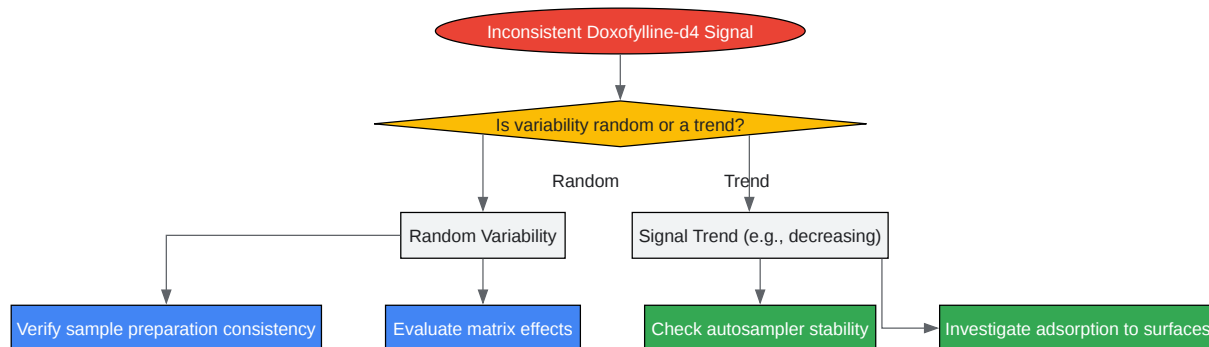 Inconsistent Doxofylline-d4 Signal
Is variability random or a trend?
Random
Trend
Random Variability
Signal Trend (e.g., decreasing)
Verify sample preparation consistency
Evaluate matrix effects
Check autosampler stability
Investigate adsorption to surfaces